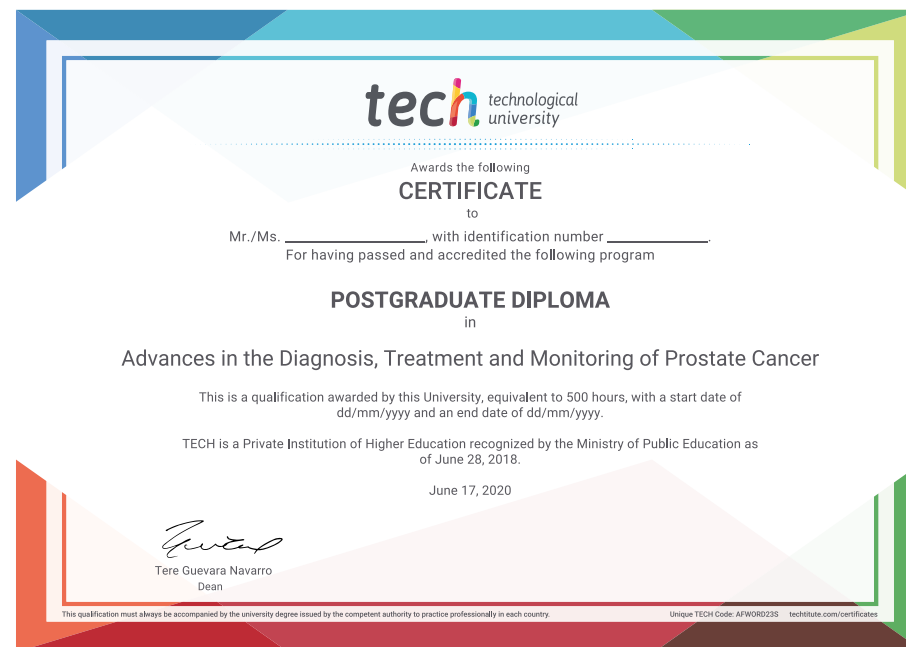 tech technological
university
Awards the following
CERTIFICATE
to
Mr./Ms. ____________________, with identification number ______________.
For having passed and accredited the following program
POSTGRADUATE DIPLOMA
in
Advances in the Diagnosis, Treatment and Monitoring of Prostate Cancer
This is a qualification awarded by this University, equivalent to 500 hours, with a start date of
dd/mm/yyyy and an end date of dd/mm/yyyy.
TECH is a Private Institution of Higher Education recognized by the Ministry of Public Education as
of June 28, 2018.
June 17, 2020
Tere Guevara Navarro
Dean
This qualification must always be accompanied by the university degree issued by the competent authority to practice professionally in each country. Unique TECH Code: AFWORD23S techtitute.com/certificates